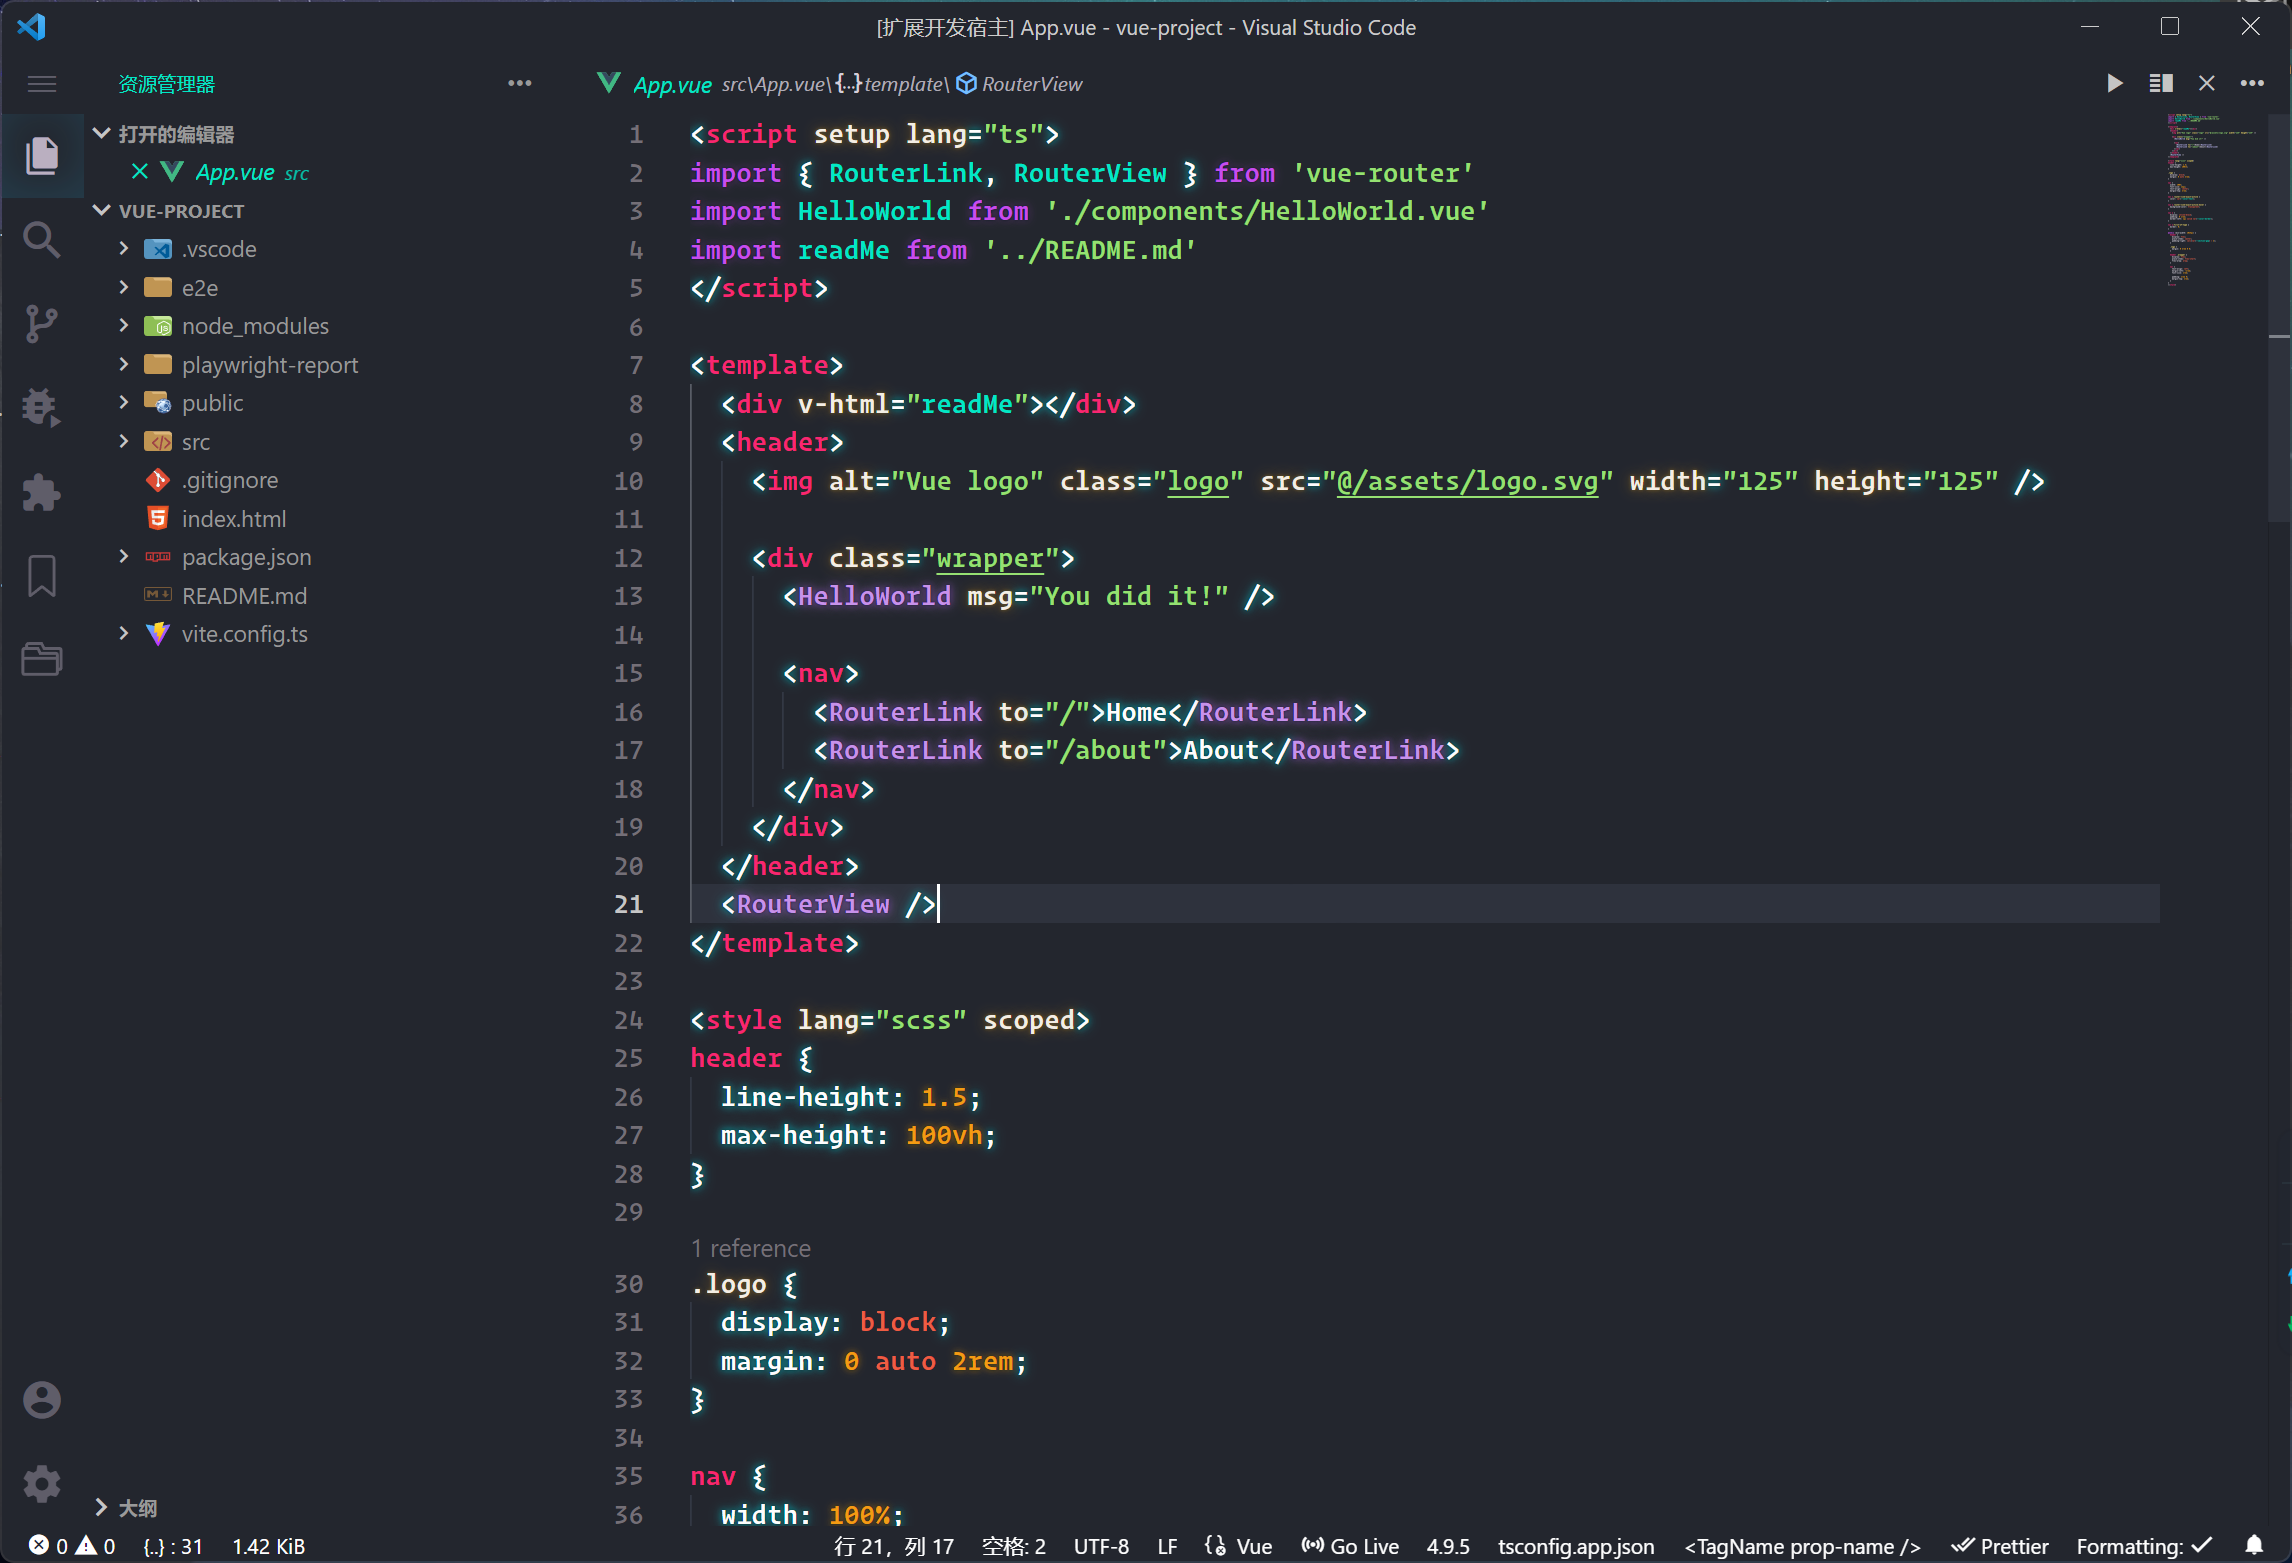 [扩展开发宿主] App.vue - vue-project - Visual Studio Code
资源管理器
打开的编辑器
App.vue src
VUE-PROJECT
.vscode
e2e
node_modules
playwright-report
public
src
.gitignore
index.html
package.json
README.md
vite.config.ts
大纲
App.vue src\App.vue\{..}template\ RouterView
1 <script setup lang="ts">
2 import { RouterLink, RouterView } from 'vue-router'
3 import HelloWorld from './components/HelloWorld.vue'
4 import readMe from '../README.md'
5 </script>
6
7 <template>
8   <div v-html="readMe"></div>
9   <header>
10     <img alt="Vue logo" class="logo" src="@/assets/logo.svg" width="125" height="125" />
11
12     <div class="wrapper">
13       <HelloWorld msg="You did it!" />
14
15       <nav>
16         <RouterLink to="/">Home</RouterLink>
17         <RouterLink to="/about">About</RouterLink>
18       </nav>
19     </div>
20   </header>
21   <RouterView />
22 </template>
23
24 <style lang="scss" scoped>
25 header {
26   line-height: 1.5;
27   max-height: 100vh;
28 }
29
1 reference
30 .logo {
31   display: block;
32   margin: 0 auto 2rem;
33 }
34
35 nav {
36   width: 100%;
0 0 {..} : 31 1.42 KiB 行 21，列 17 空格: 2 UTF-8 LF Vue Go Live 4.9.5 tsconfig.app.json <TagName prop-name /> Prettier Formatting: